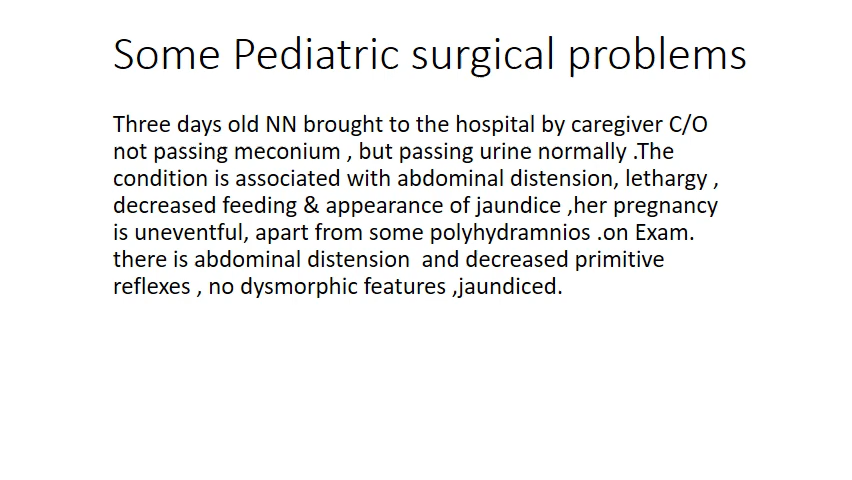 Some Pediatric surgical problems
Three days old NN brought to the hospital by caregiver C/O
not passing meconium , but passing urine normally .The
condition is associated with abdominal distension, lethargy ,
decreased feeding & appearance of jaundice ,her pregnancy
is uneventful, apart from some polyhydramnios .on Exam.
there is abdominal distension  and decreased primitive
reflexes , no dysmorphic features ,jaundiced.